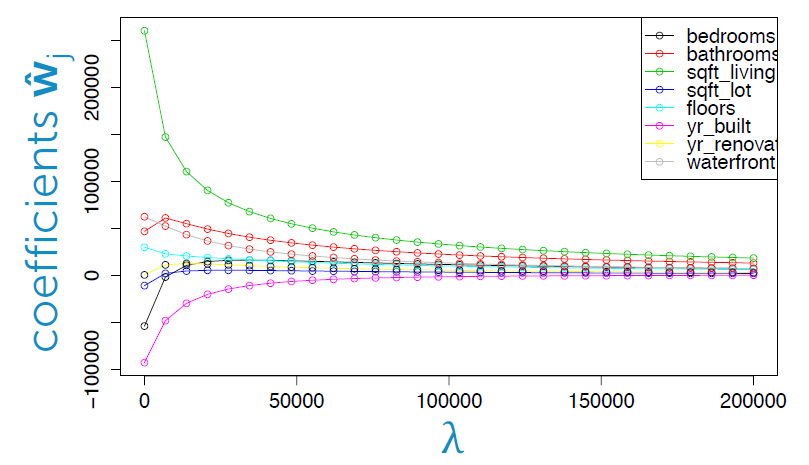 coefficients ŵj
200000
100000
0
−100000
bedrooms
bathrooms
sqft_living
sqft_lot
floors
yr_built
yr_renovat
waterfront
0 50000 100000 150000 200000
λ